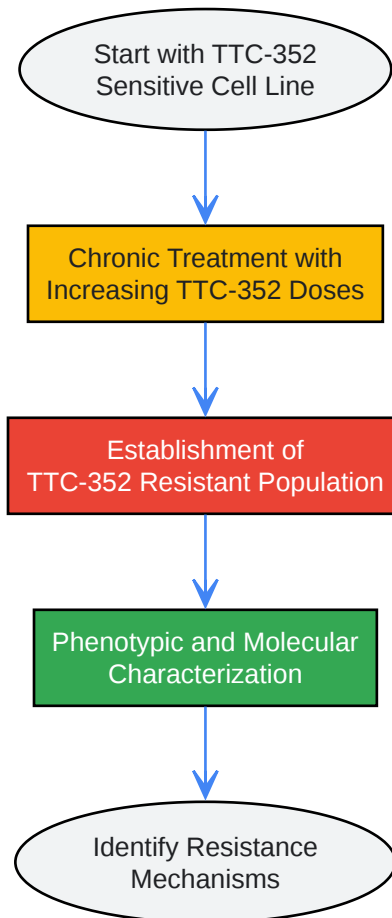 Start with TTC-352
Sensitive Cell Line
Chronic Treatment with
Increasing TTC-352 Doses
Establishment of
TTC-352 Resistant Population
Phenotypic and Molecular
Characterization
Identify Resistance
Mechanisms